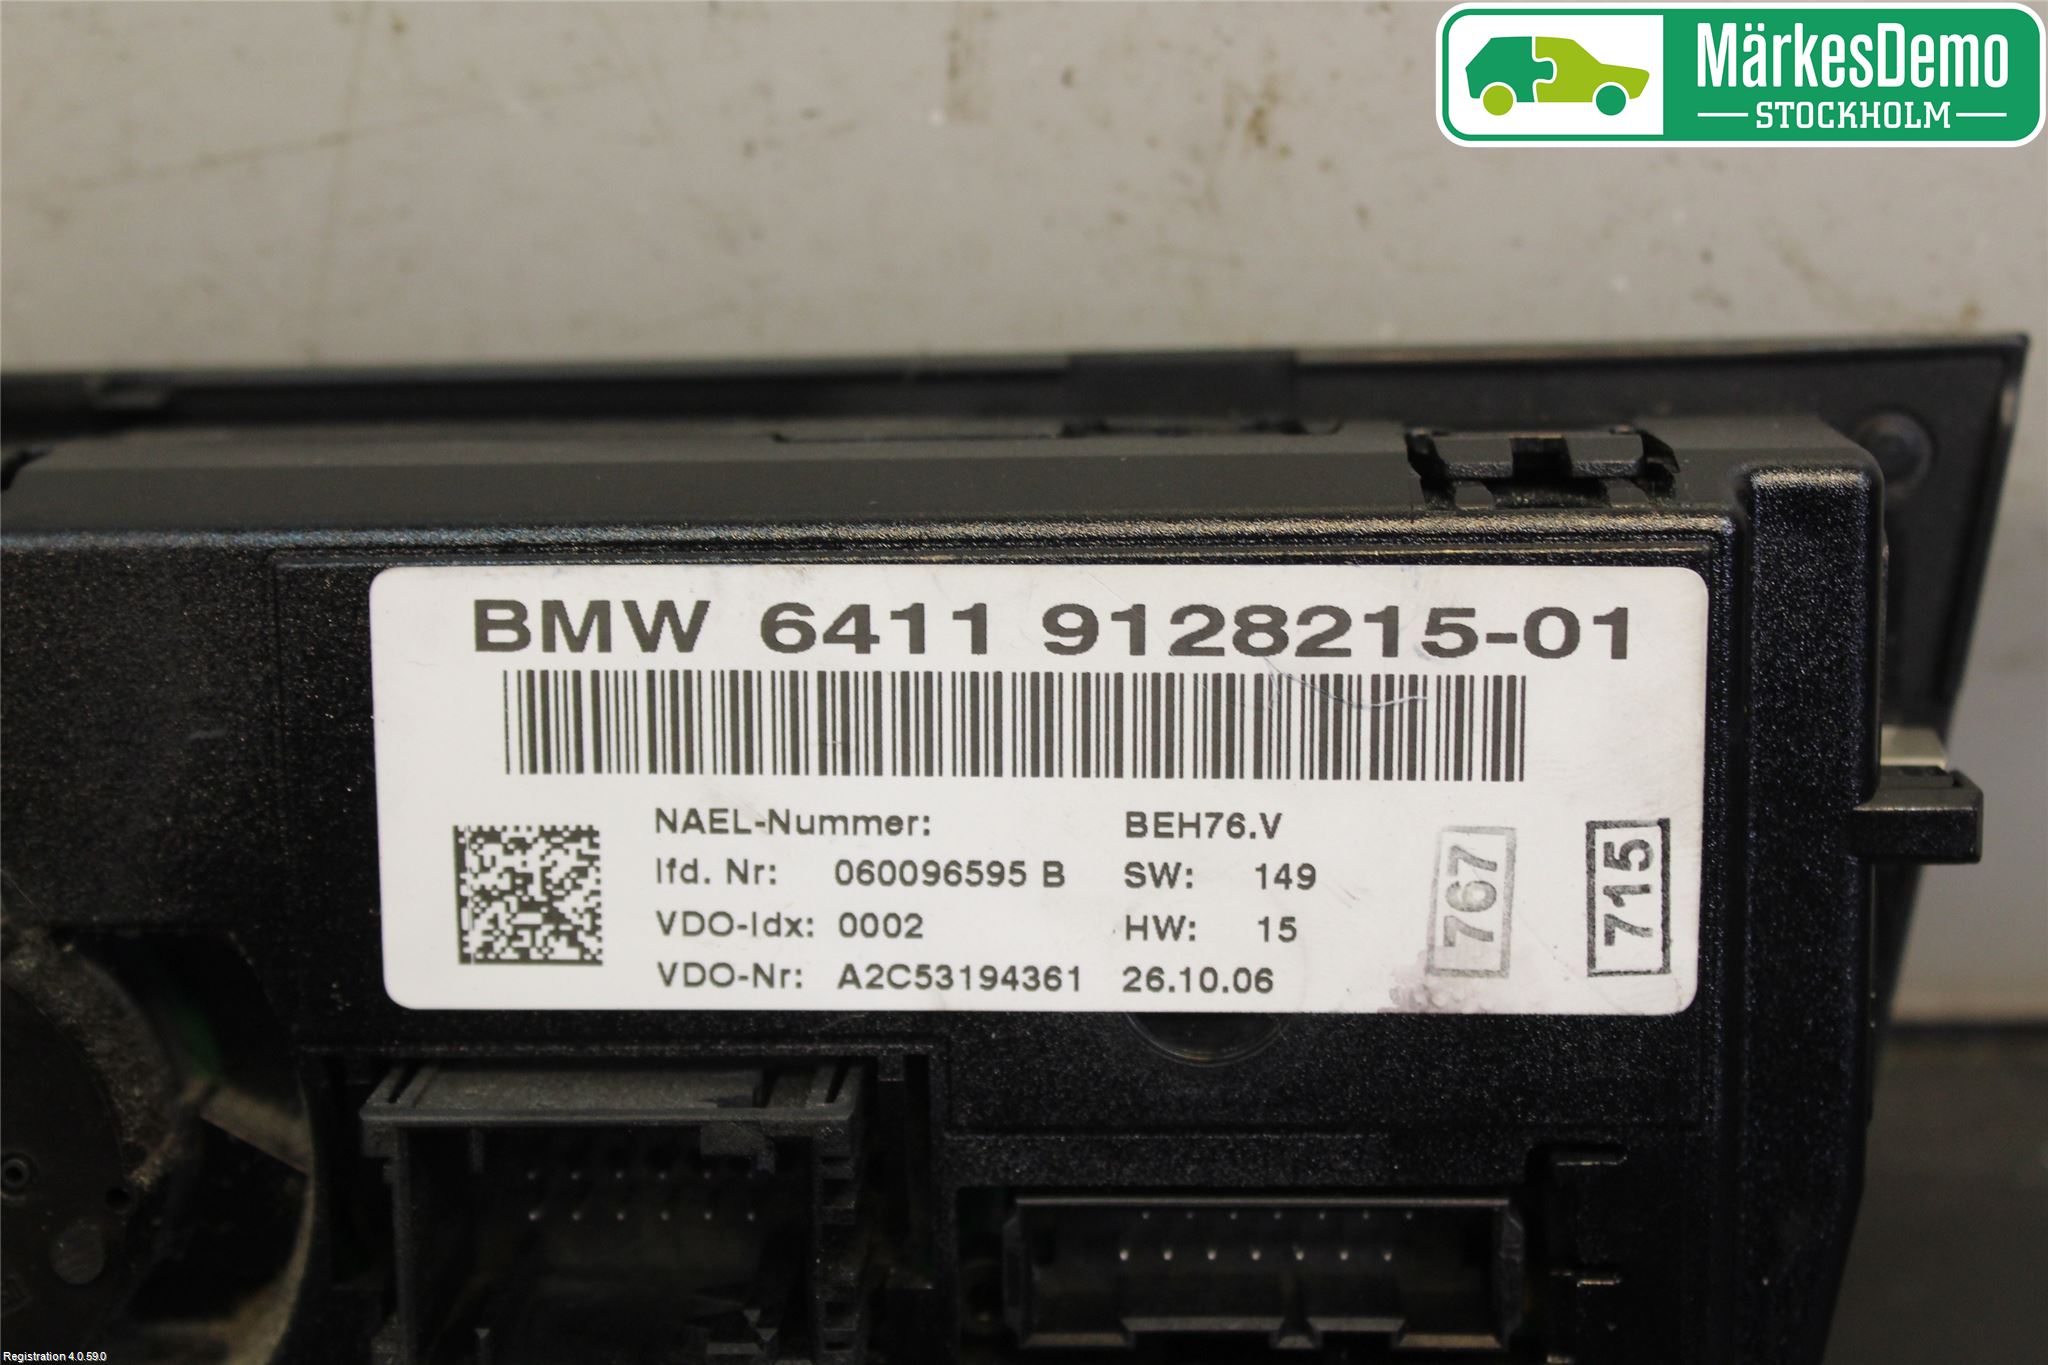 MärkesDemo
STOCKHOLM
BMW 6411 9128215-01
NAEL-Nummer: BEH76.V
lfd. Nr: 060096595 B SW: 149
VDO-Idx: 0002 HW: 15
VDO-Nr: A2C53194361 26.10.06
767
715
Registration 4.0.59.0